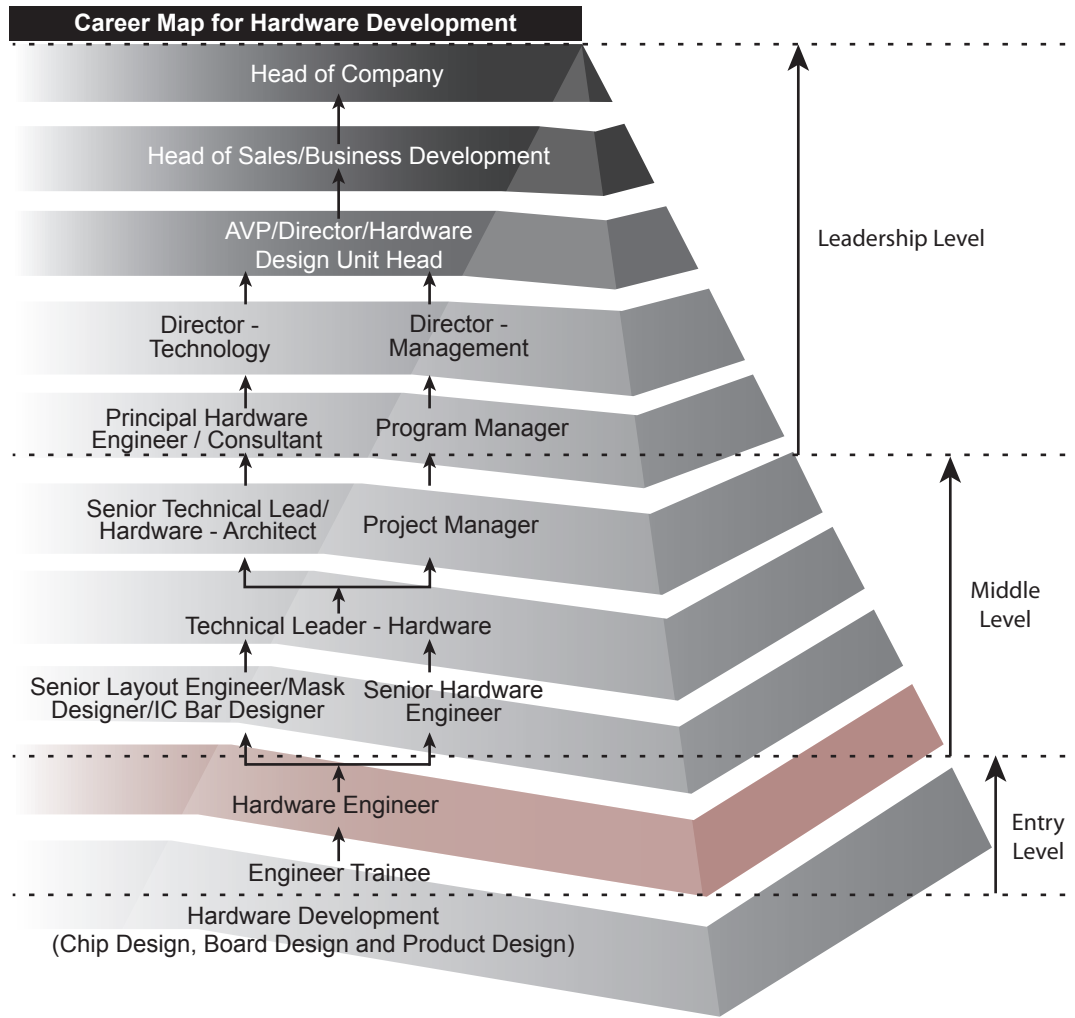 Career Map for Hardware Development
Head of Company
Head of Sales/Business Development
AVP/Director/Hardware
Design Unit Head
Leadership Level
Director -
Technology
Director -
Management
Principal Hardware
Engineer / Consultant
Program Manager
Senior Technical Lead/
Hardware - Architect
Project Manager
Middle
Level
Technical Leader - Hardware
Senior Layout Engineer/Mask
Designer/IC Bar Designer
Senior Hardware
Engineer
Hardware Engineer
Entry
Level
Engineer Trainee
Hardware Development
(Chip Design, Board Design and Product Design)